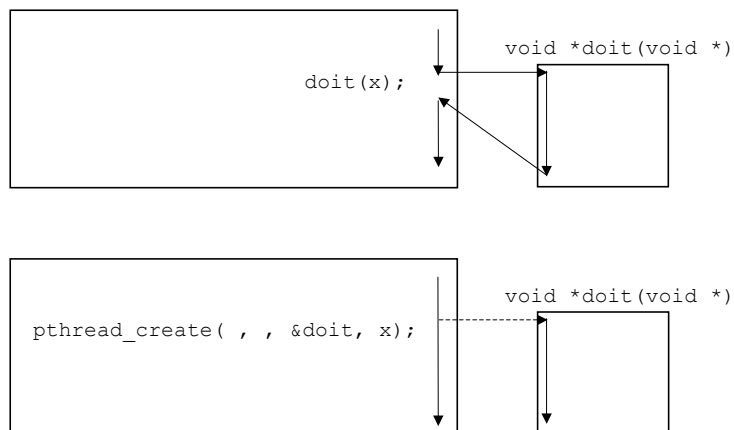 void *doit(void *)
doit(x);
void *doit(void *)
pthread_create( , , &doit, x);